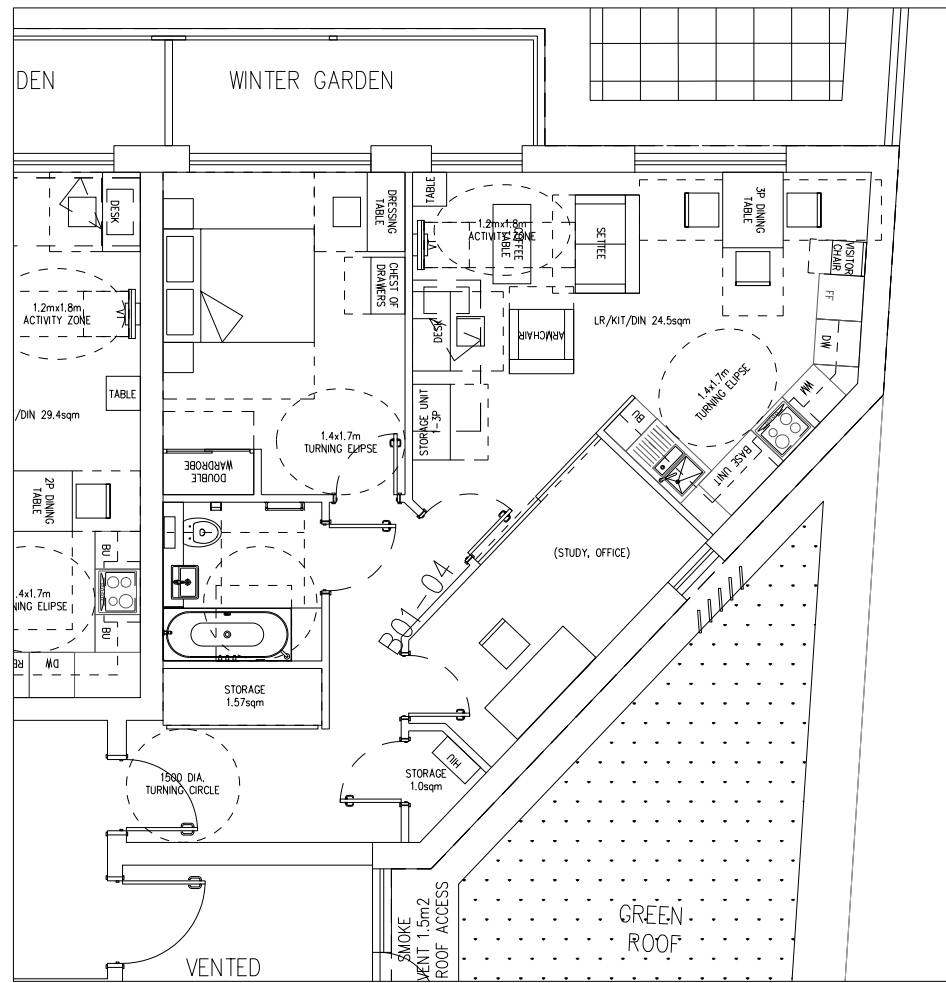 DEN
WINTER GARDEN
TABLE
DRESSING
TABLE
DESK
1.2mx1.8m
ACTIVITY ZONE
COFFEE
TABLE
TV
SETTEE
3P DINING
TABLE
VISITOR
CHAIR
CHEST OF
DRAWERS
FF
1.2mx1.8m
ACTIVITY ZONE
TV
DESK
ARMCHAIR
LR/KIT/DIN 24.5sqm
DW
1.4x1.7m
TURNING ELIPSE
WM
TABLE
/DIN 29.4sqm
STORAGE UNIT
1-3P
BU
1.4x1.7m
TURNING ELIPSE
BASE UNIT
DOUBLE
WARDROBE
2P DINING
TABLE
BU
(STUDY, OFFICE)
.4x1.7m
NING ELIPSE
B01-04
BU
RE
DW
STORAGE
1.57sqm
HIU
1500 DIA.
TURNING CIRCLE
STORAGE
1.0sqm
SMOKE
VENT 1.5m2
ROOF ACCESS
GREEN
ROOF
VENTED